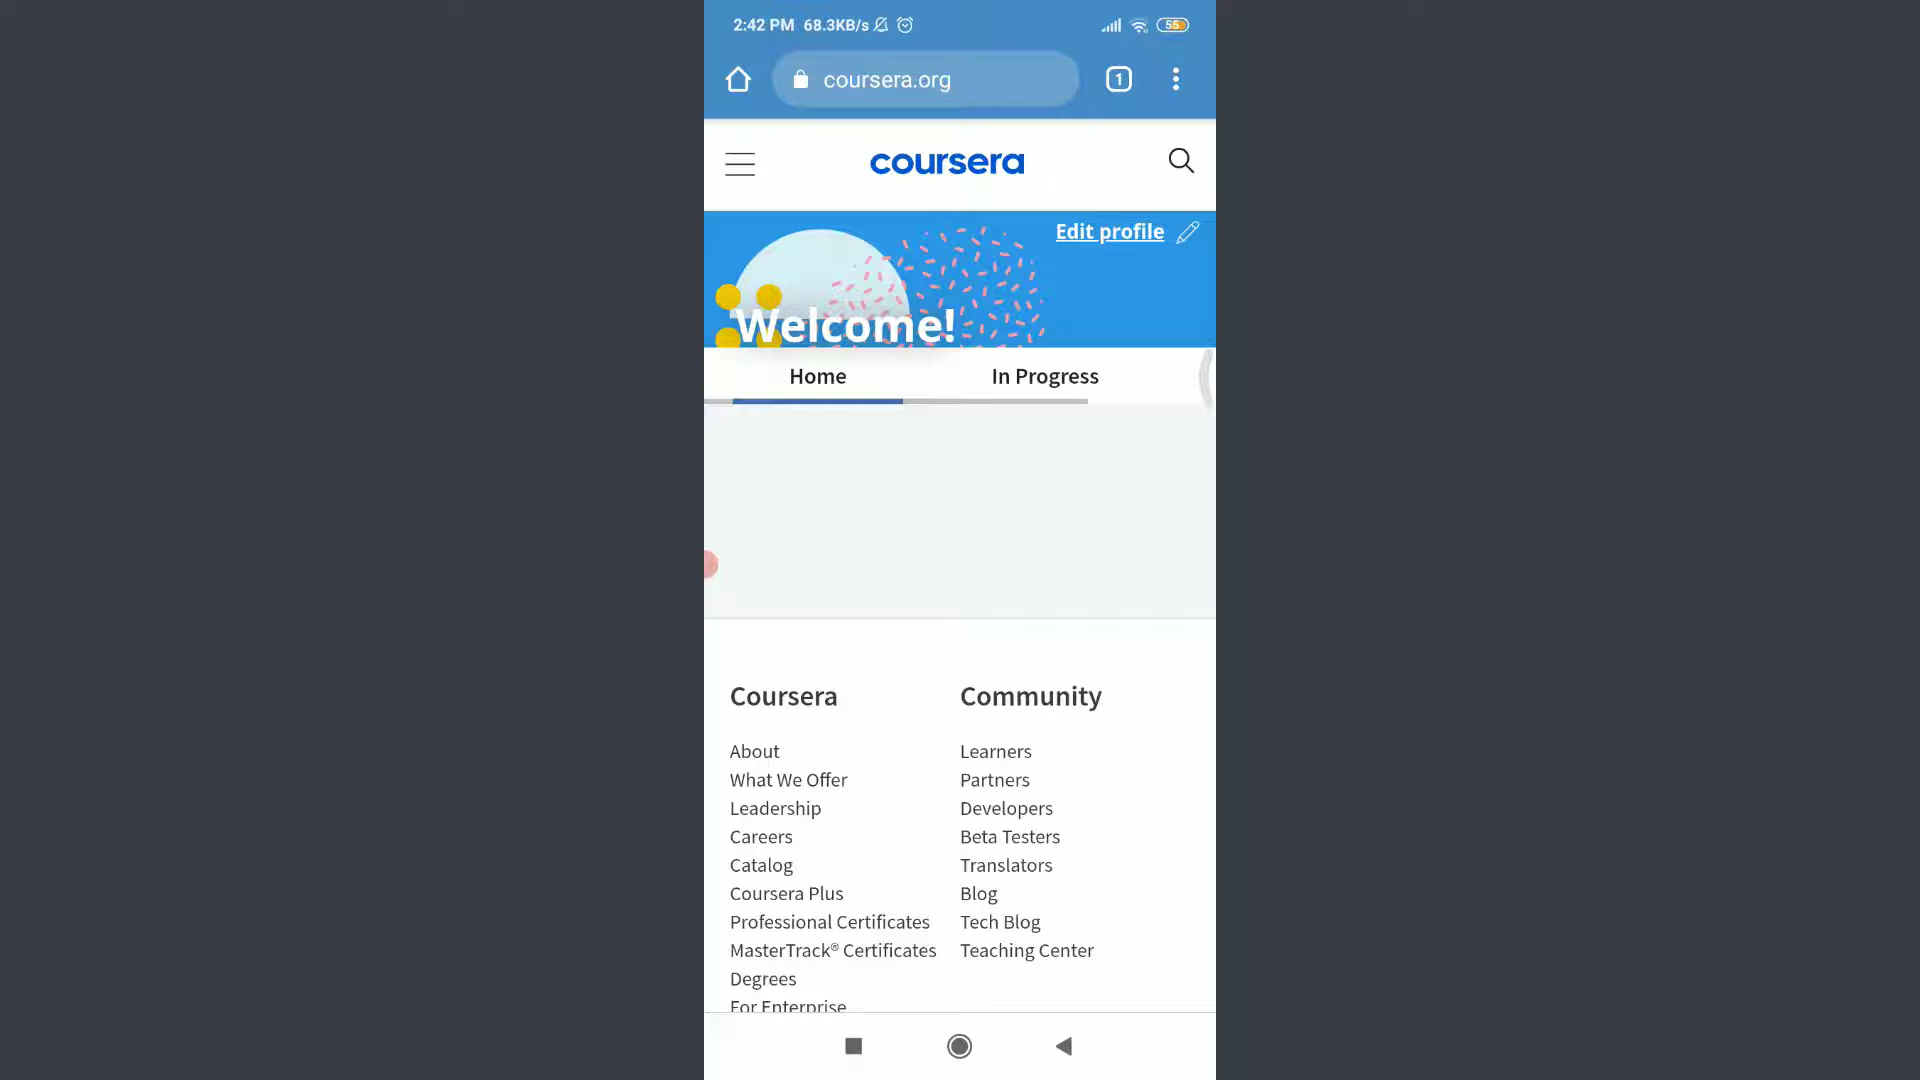 2:42 PM 68.3KB/s
55
coursera.org
1
coursera
Edit profile
Welcome!
Home
In Progress
Coursera
About
What We Offer
Leadership
Careers
Catalog
Coursera Plus
Professional Certificates
MasterTrack® Certificates
Degrees
For Enterprise
Community
Learners
Partners
Developers
Beta Testers
Translators
Blog
Tech Blog
Teaching Center